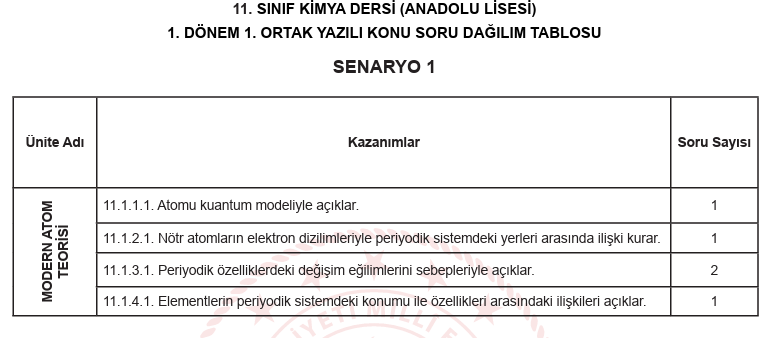 11. SINIF KİMYA DERSİ (ANADOLU LİSESİ)
1. DÖNEM 1. ORTAK YAZILI KONU SORU DAĞILIM TABLOSU
SENARYO 1
Ünite Adı Kazanımlar Soru Sayısı
MODERN ATOM
TEORİSİ
11.1.1.1. Atomu kuantum modeliyle açıklar. 1
11.1.2.1. Nötr atomların elektron dizilimleriyle periyodik sistemdeki yerleri arasında ilişki kurar. 1
11.1.3.1. Periyodik özelliklerdeki değişim eğilimlerini sebepleriyle açıklar. 2
11.1.4.1. Elementlerin periyodik sistemdeki konumu ile özellikleri arasındaki ilişkileri açıklar. 1